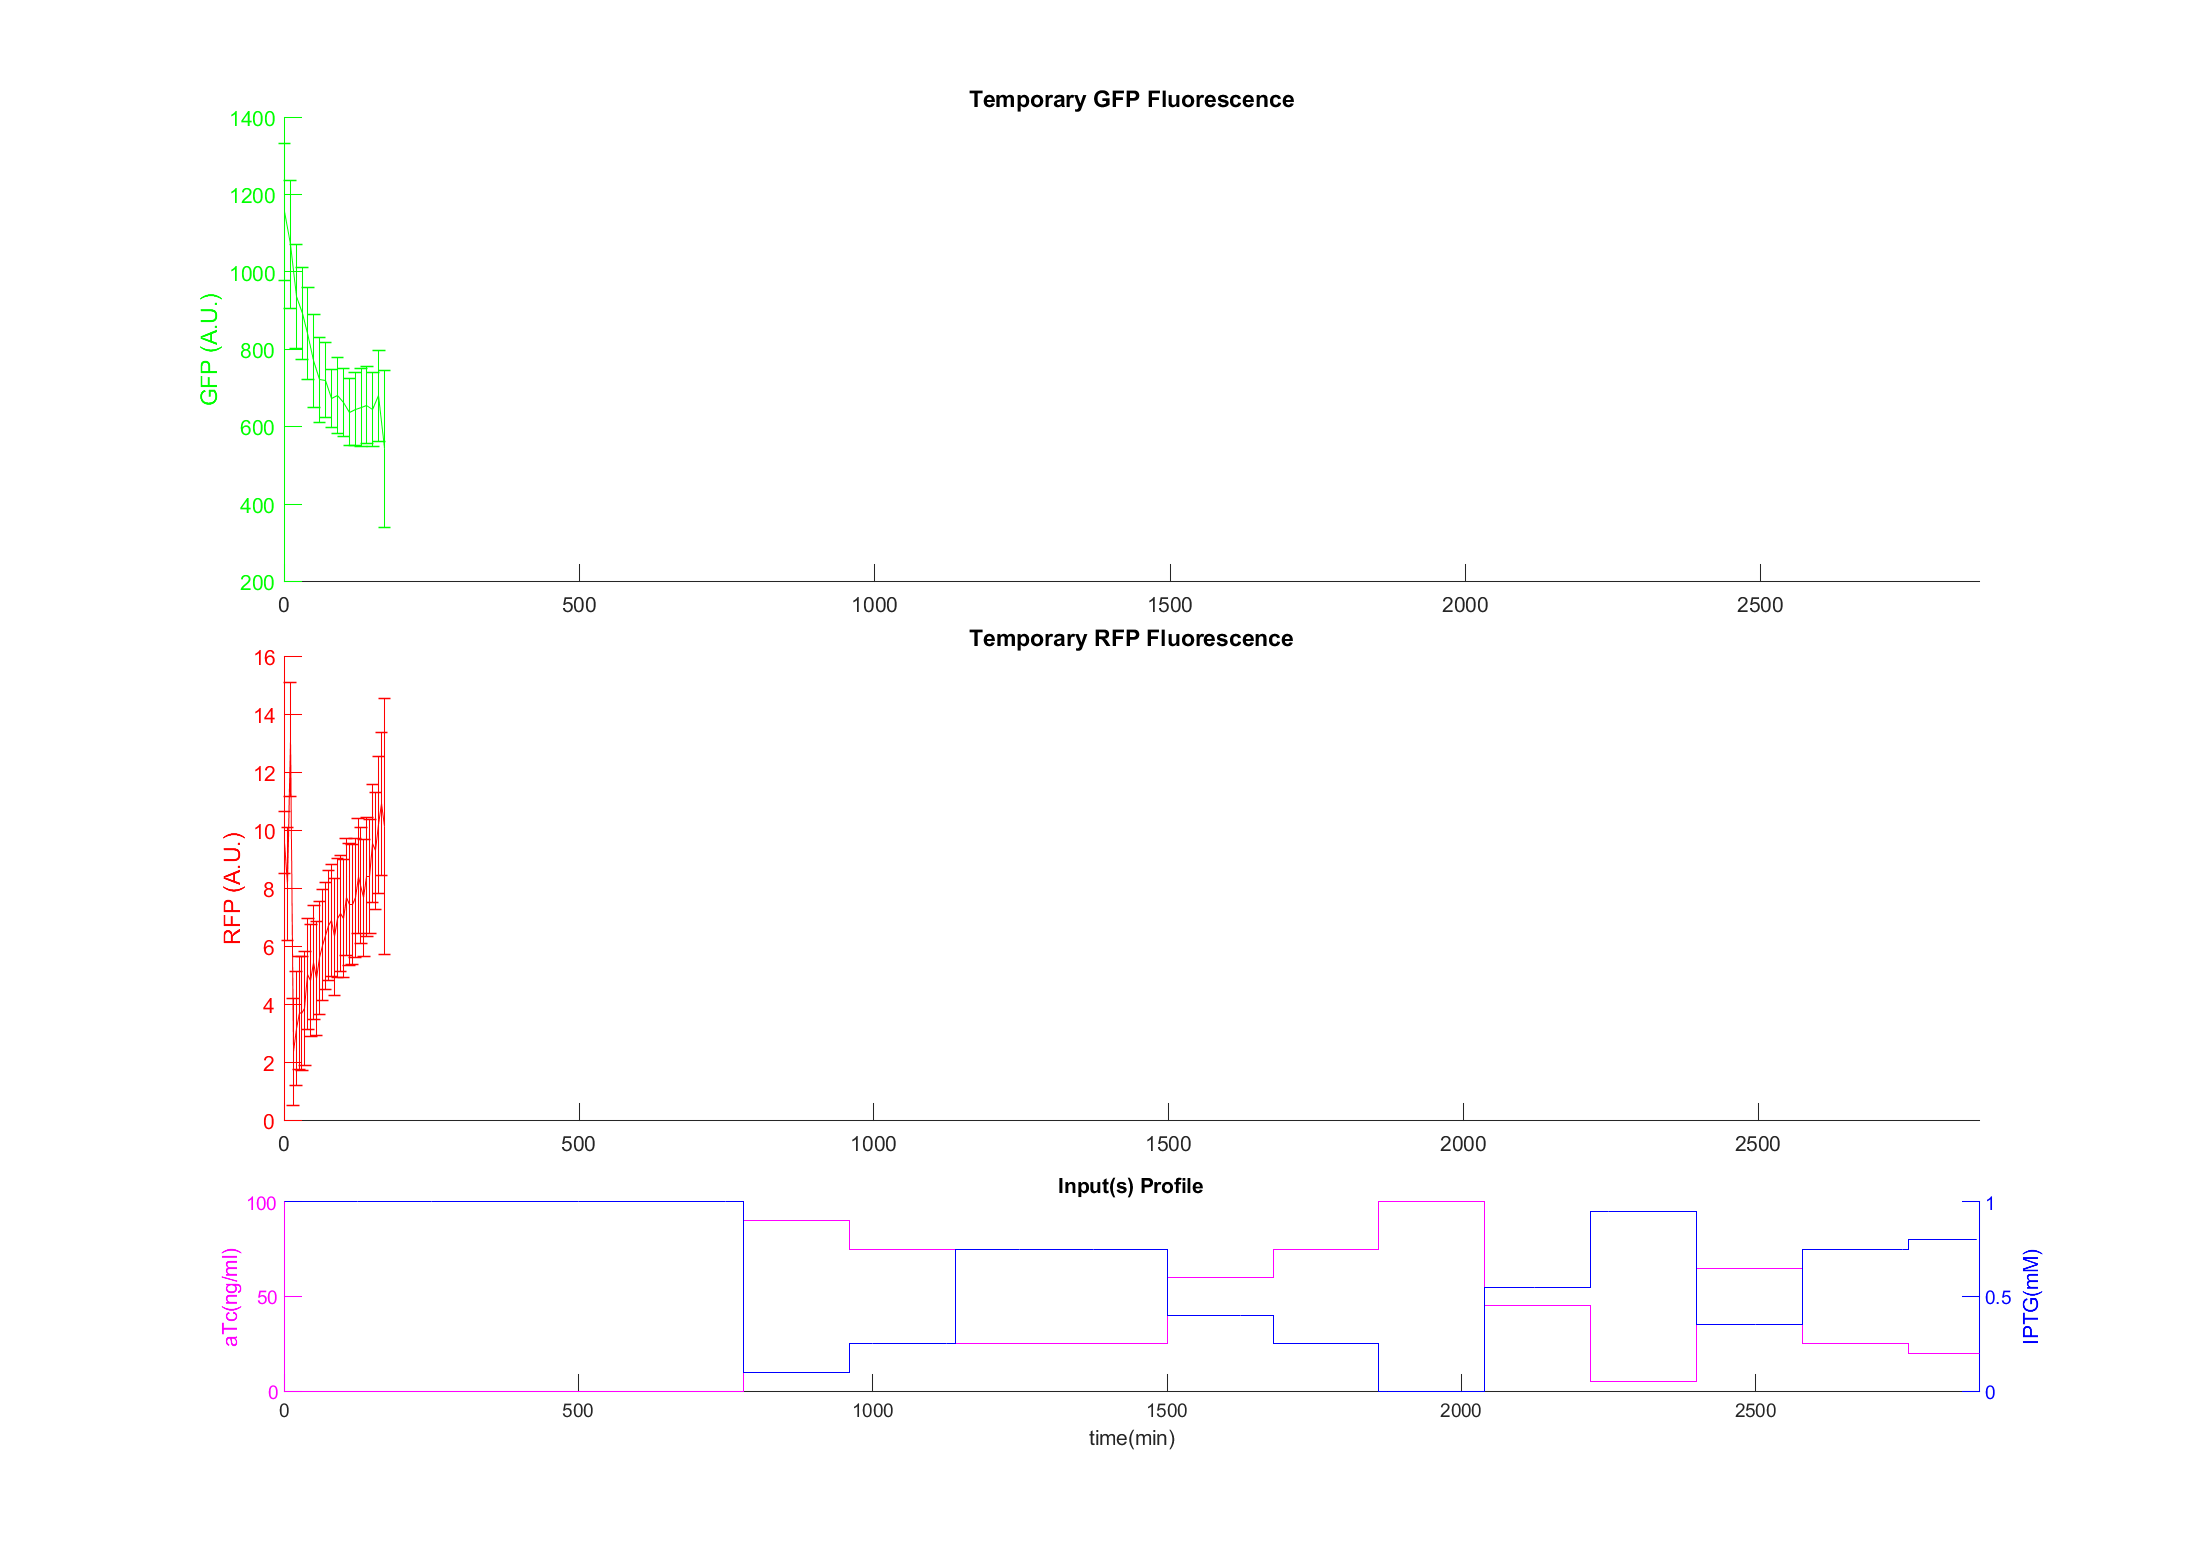 Temporary GFP Fluorescence
1400
1200
1000
800
600
400
200
GFP (A.U.)
0 500 1000 1500 2000 2500
Temporary RFP Fluorescence
16
14
12
10
8
6
4
2
0
RFP (A.U.)
0 500 1000 1500 2000 2500
Input(s) Profile
100
50
0
aTc(ng/ml)
1
0.5
0
IPTG(mM)
0 500 1000 1500 2000 2500
time(min)